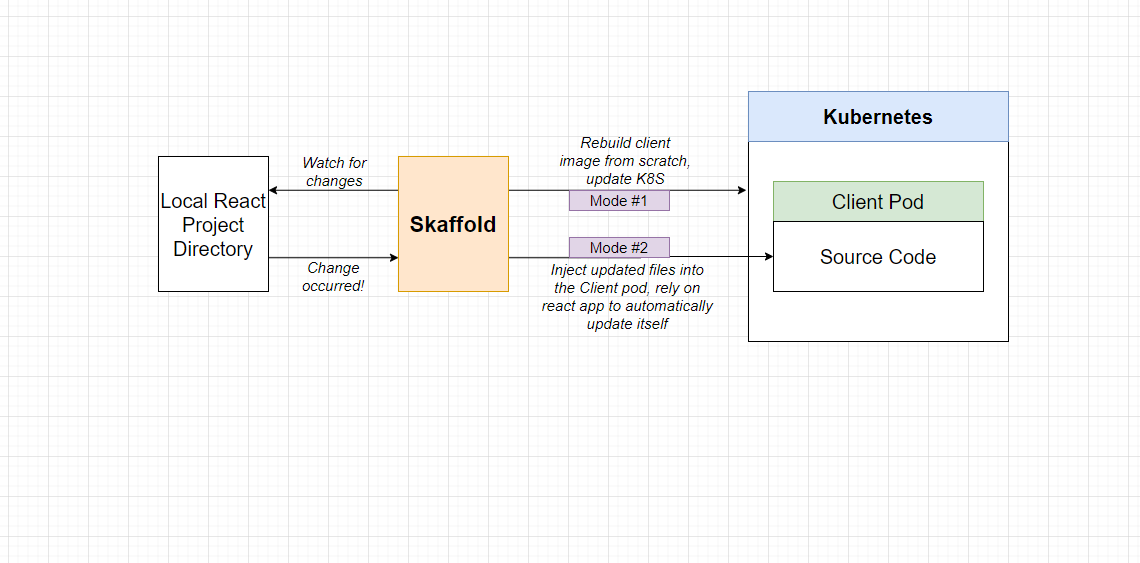 Kubernetes
Rebuild client
image from scratch,
update K8S
Mode #1
Watch for
changes
Local React
Project
Directory
Skaffold
Client Pod
Mode #2
Source Code
Change
occurred!
Inject updated files into
the Client pod, rely on
react app to automatically
update itself